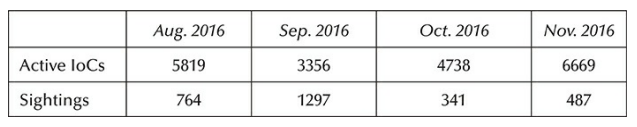 Aug. 2016 Sep. 2016 Oct. 2016 Nov. 2016
Active IoCs 5819 3356 4738 6669
Sightings 764 1297 341 487